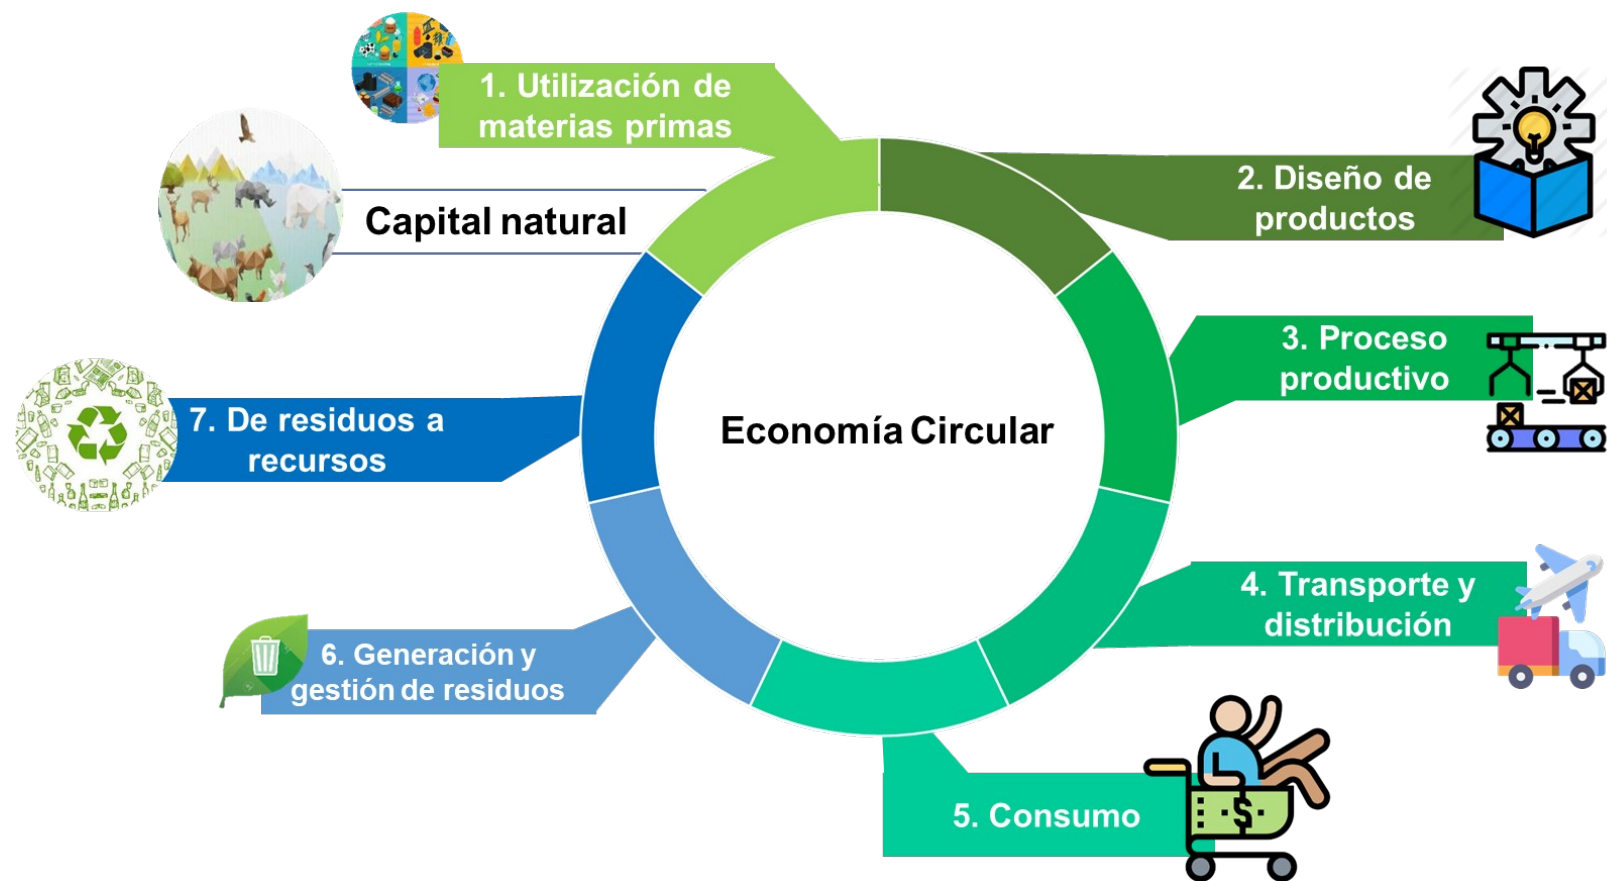 1. Utilización de
materias primas
2. Diseño de
productos
Capital natural
3. Proceso
productivo
7. De residuos a
recursos
Economía Circular
4. Transporte y
distribución
6. Generación y
gestión de residuos
5. Consumo
$